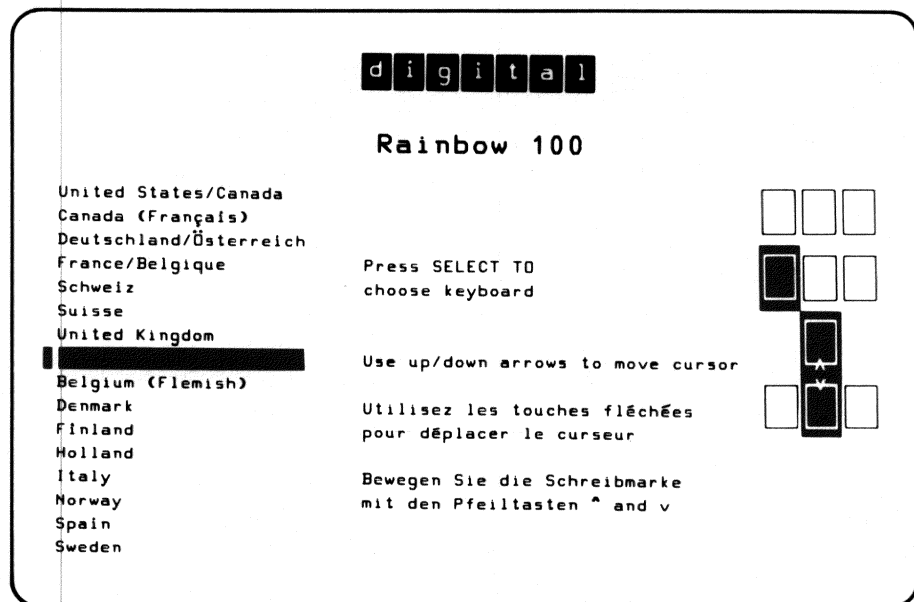 digital
Rainbow 100
United States/Canada
Canada (Français)
Deutschland/Österreich
France/Belgique
Schweiz
Suisse
United Kingdom
Belgium (Flemish)
Denmark
Finland
Holland
Italy
Norway
Spain
Sweden
Press SELECT TO
choose keyboard
Use up/down arrows to move cursor
Utilisez les touches fléchées
pour déplacer le curseur
Bewegen Sie die Schreibmarke
mit den Pfeiltasten ^ and v
^
v